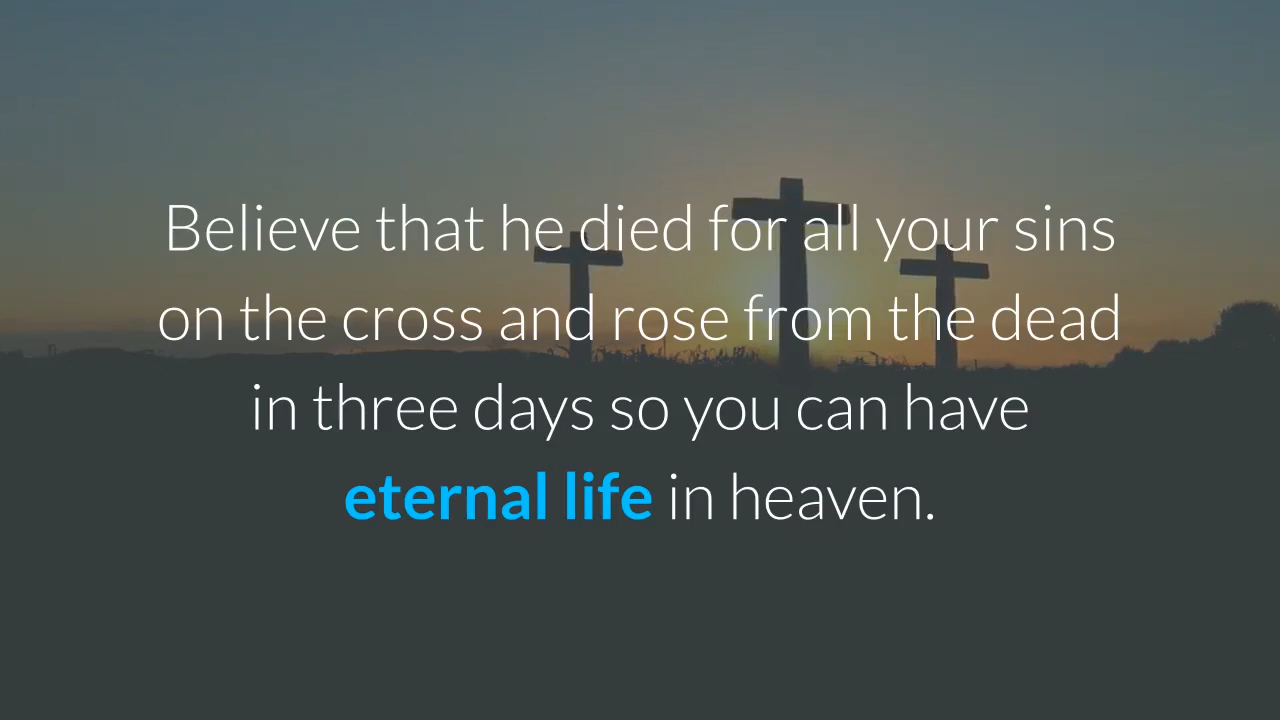 Believe that he died for all your sins
on the cross and rose from the dead
in three days so you can have
eternal life in heaven.